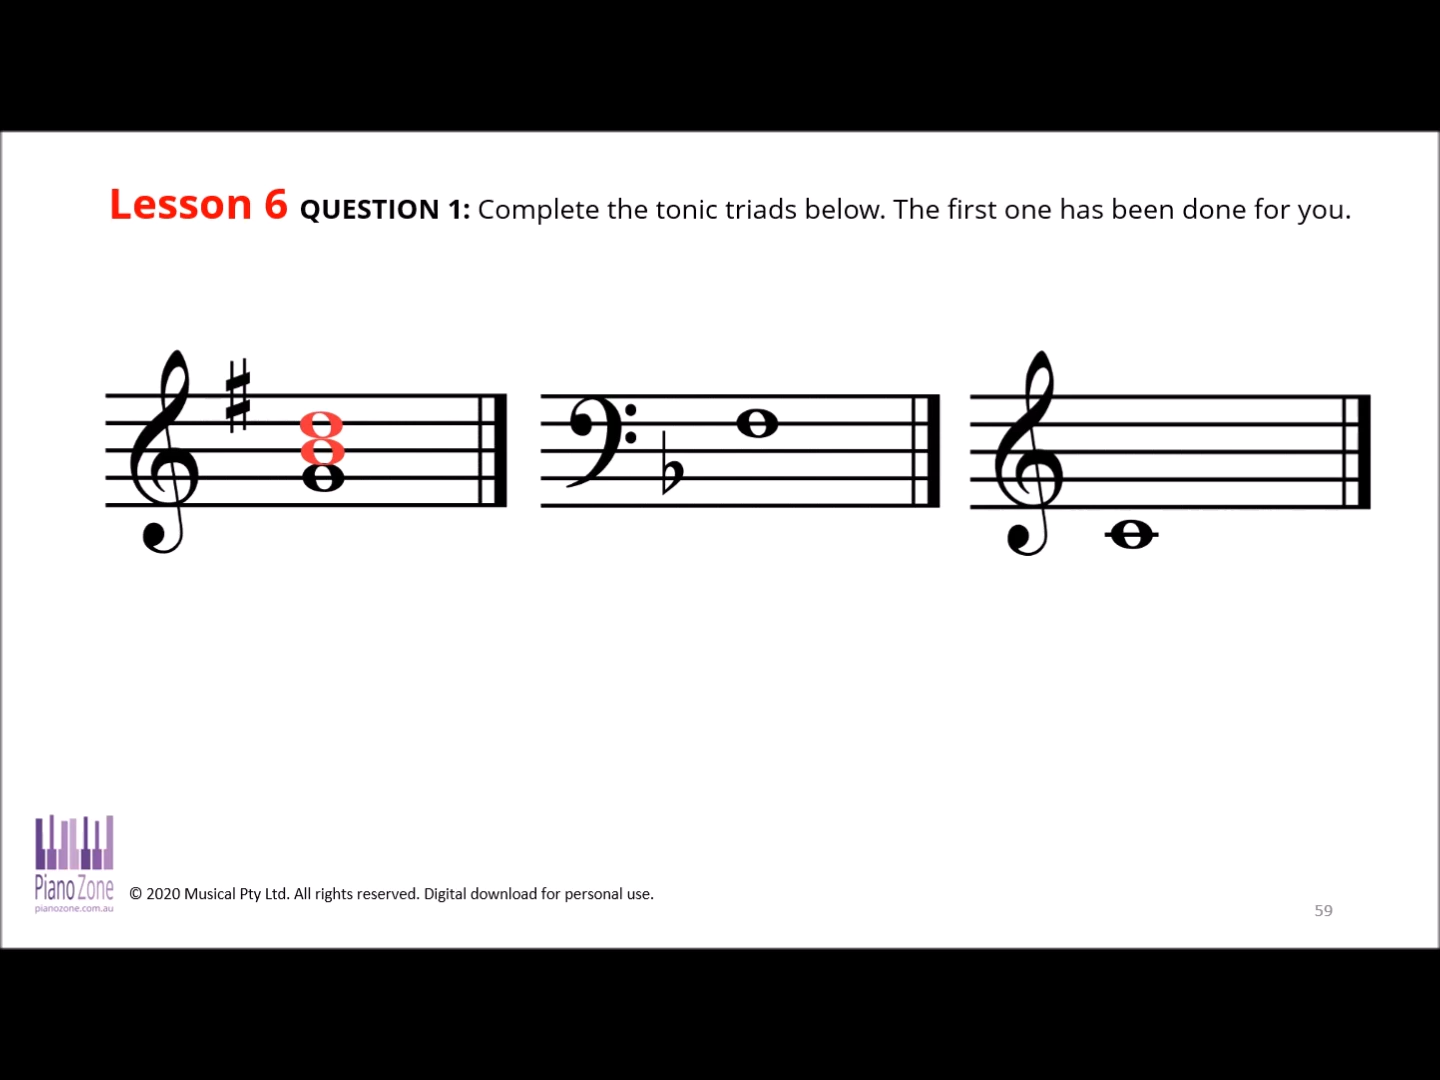 Lesson 6 QUESTION 1: Complete the tonic triads below. The first one has been done for you.
Piano Zone
pianozone.com.au
© 2020 Musical Pty Ltd. All rights reserved. Digital download for personal use.
59